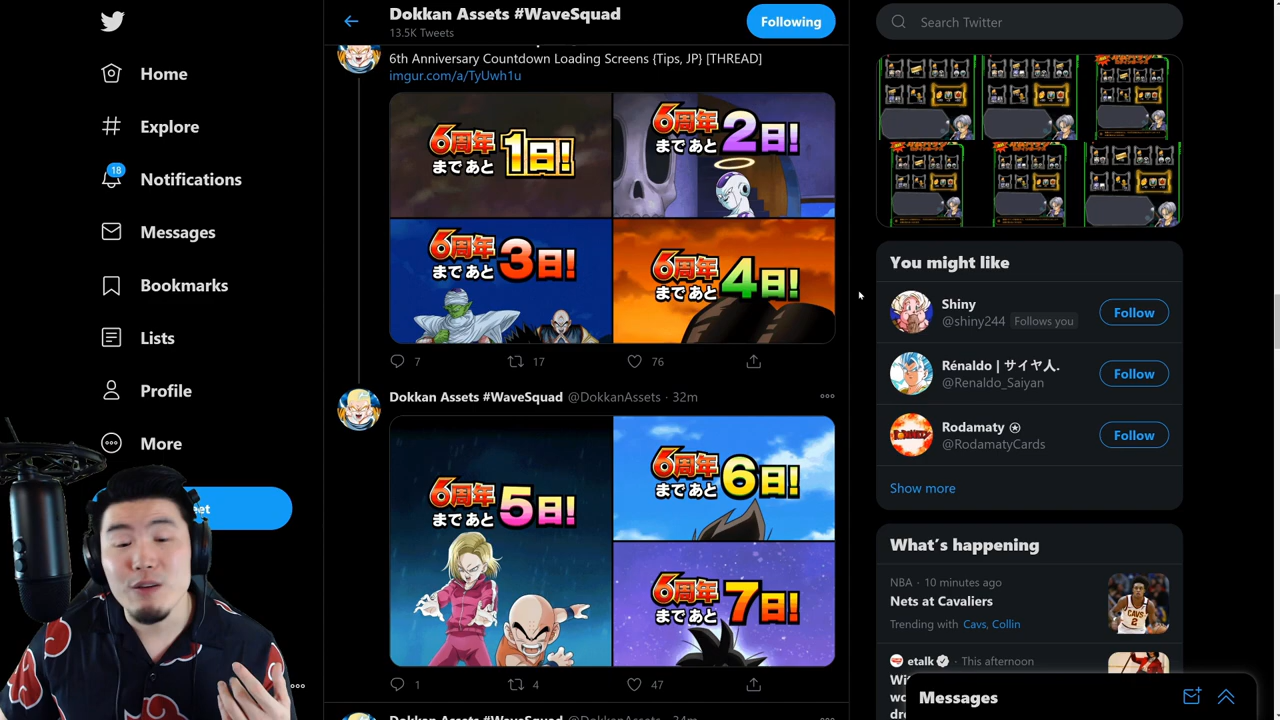 Dokkan Assets #WaveSquad
13.5K Tweets
Following
Search Twitter
Home
Explore
18
Notifications
Messages
Bookmarks
Lists
Profile
More
6th Anniversary Countdown Loading Screens {Tips, JP} [THREAD]
imgur.com/a/TyUwh1u
6周年
まであと1日!
6周年
まであと2日!
6周年
まであと3日!
6周年
まであと4日!
7
17
76
Dokkan Assets #WaveSquad @DokkanAssets · 32m
6周年
まであと5日!
6周年
まであと6日!
6周年
まであと7日!
1
4
47
You might like
Shiny
@shiny244 Follows you
Follow
Rénaldo | サイヤ人.
@Renaldo_Saiyan
Follow
Rodamaty
@RodamatyCards
Follow
Show more
What's happening
NBA · 10 minutes ago
Nets at Cavaliers
Trending with Cavs, Collin
etalk · This afternoon
Messages